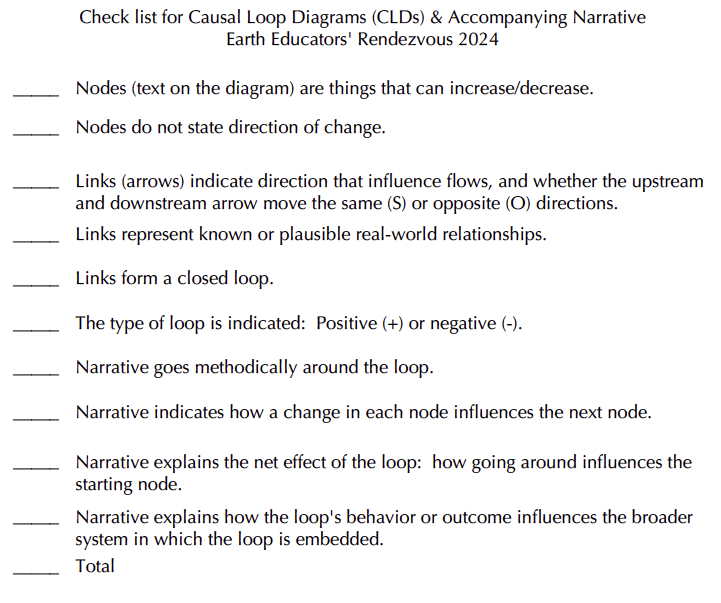 Check list for Causal Loop Diagrams (CLDs) & Accompanying Narrative
Earth Educators' Rendezvous 2024
_____ Nodes (text on the diagram) are things that can increase/decrease.
_____ Nodes do not state direction of change.
_____ Links (arrows) indicate direction that influence flows, and whether the upstream
and downstream arrow move the same (S) or opposite (O) directions.
_____ Links represent known or plausible real-world relationships.
_____ Links form a closed loop.
_____ The type of loop is indicated:  Positive (+) or negative (-).
_____ Narrative goes methodically around the loop.
_____ Narrative indicates how a change in each node influences the next node.
_____ Narrative explains the net effect of the loop:  how going around influences the
starting node.
_____ Narrative explains how the loop's behavior or outcome influences the broader
system in which the loop is embedded.
_____ Total